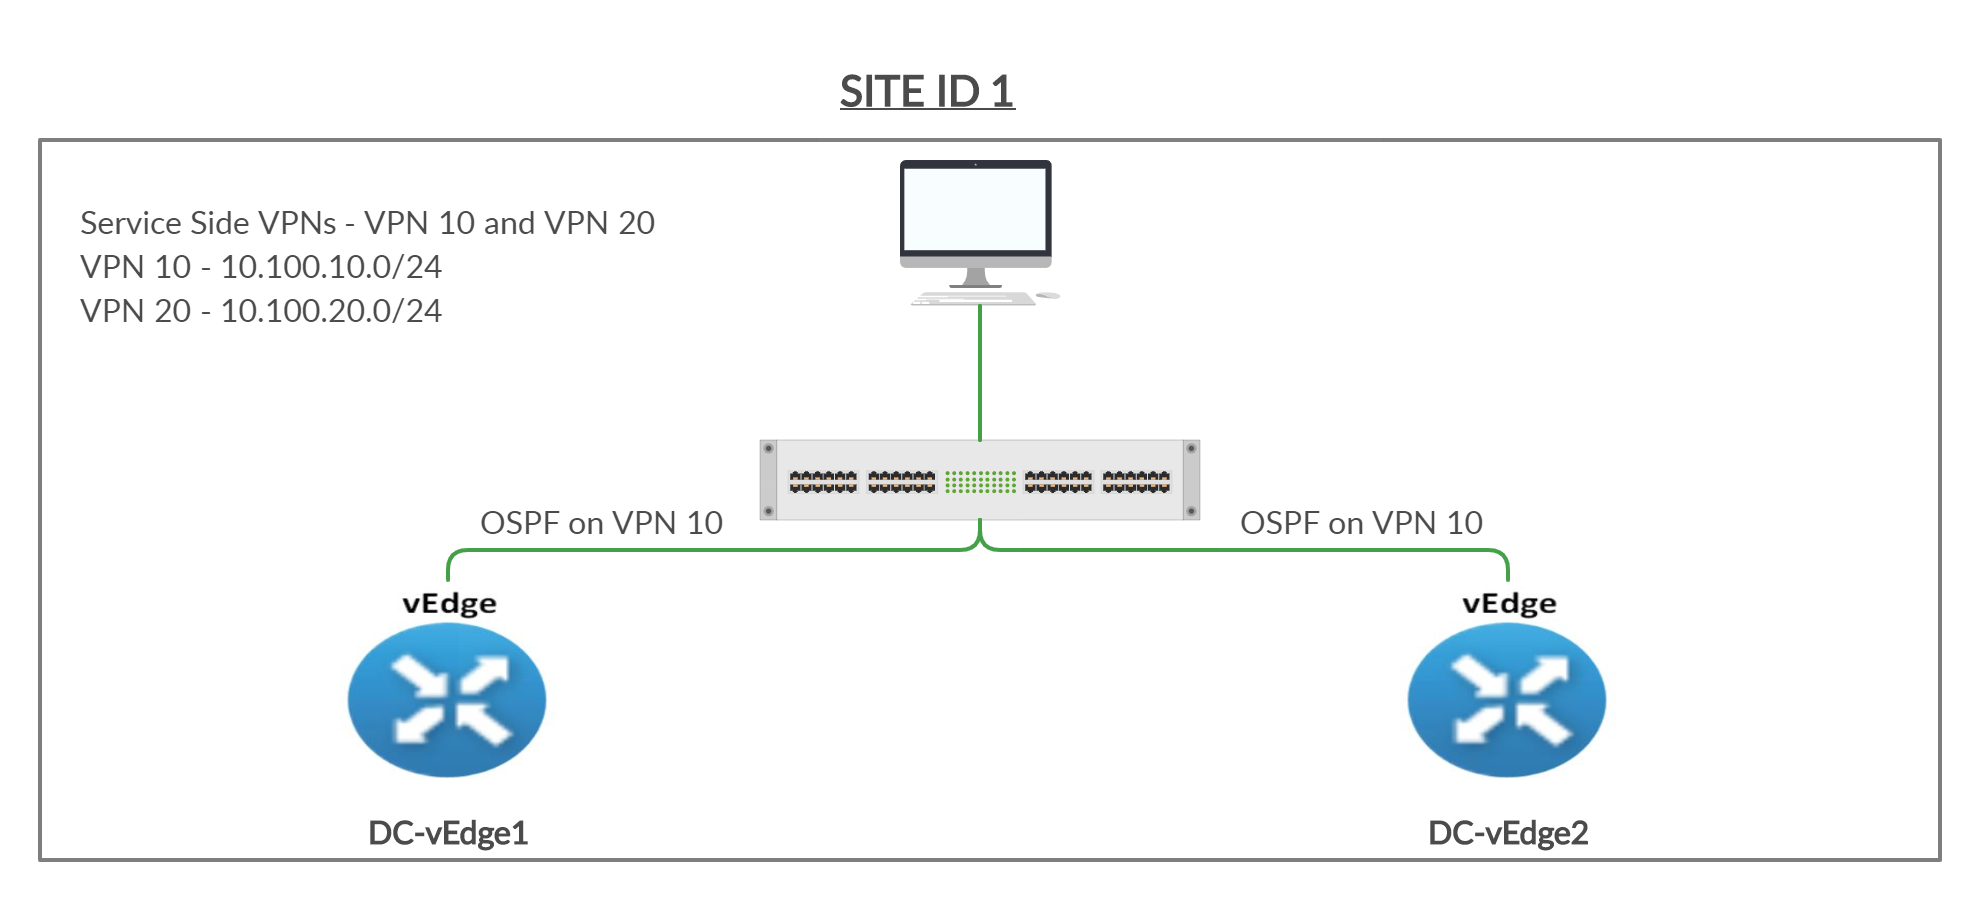 SITE ID 1
Service Side VPNs - VPN 10 and VPN 20
VPN 10 - 10.100.10.0/24
VPN 20 - 10.100.20.0/24
OSPF on VPN 10
OSPF on VPN 10
vEdge
vEdge
DC-vEdge1
DC-vEdge2